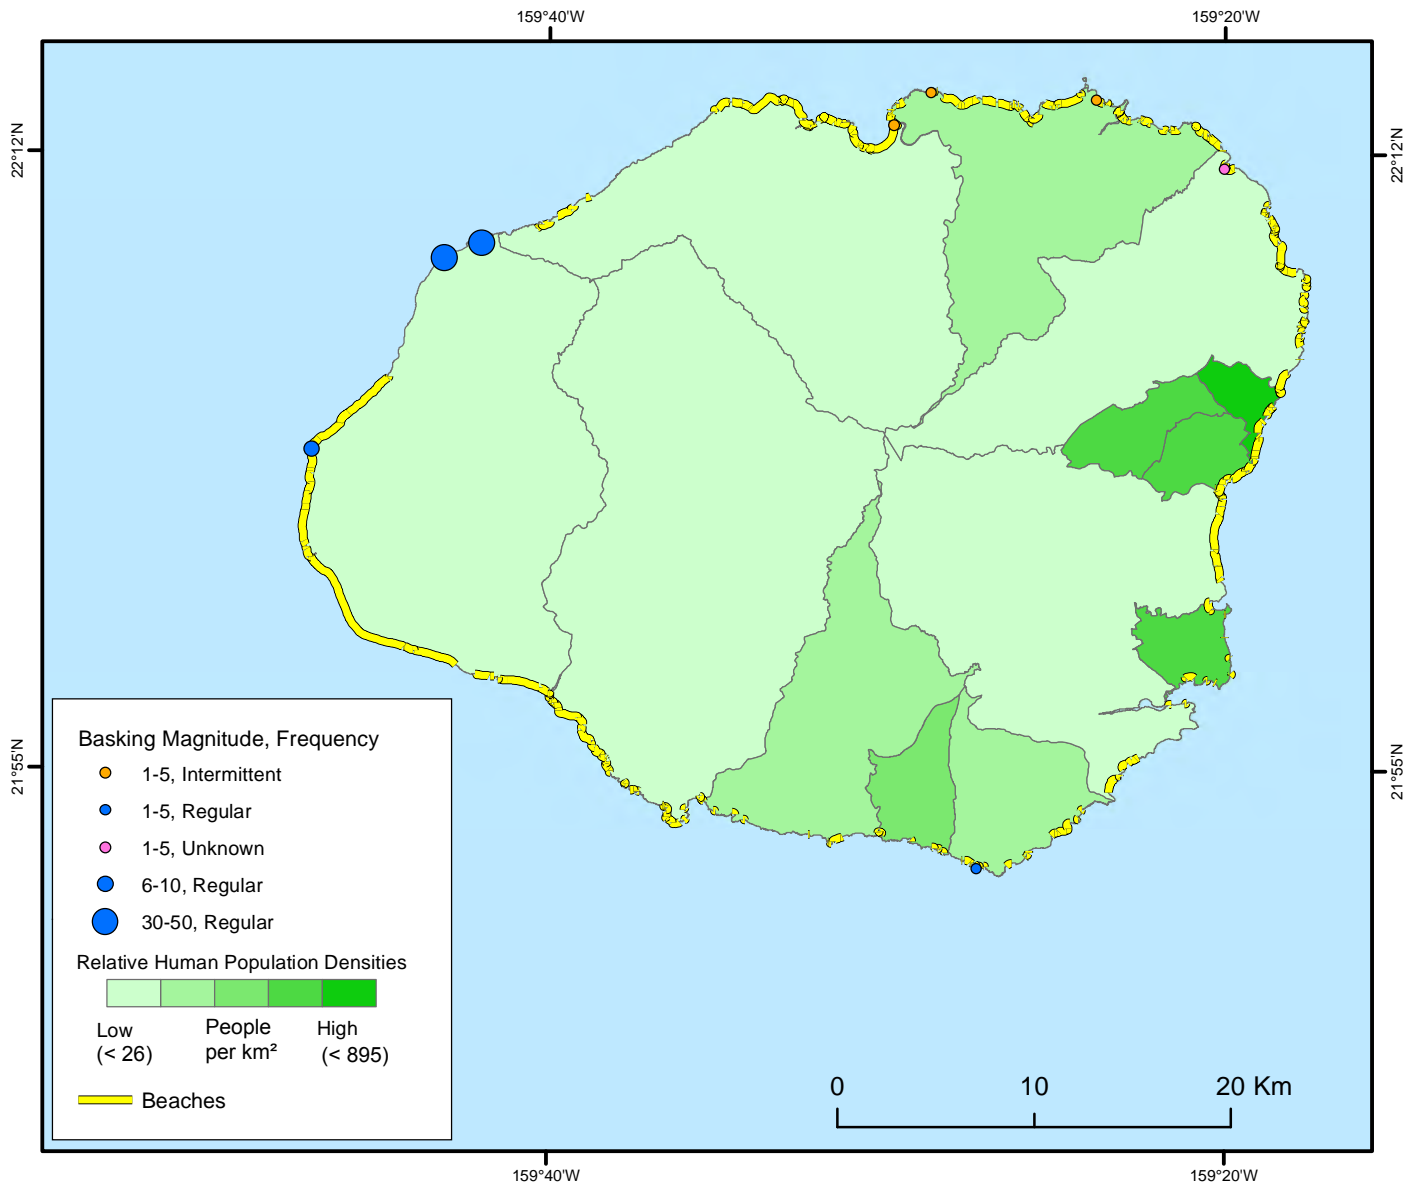 159°40'W
159°20'W
22°12'N
22°12'N
21°55'N
21°55'N
Basking Magnitude, Frequency
1-5, Intermittent
1-5, Regular
1-5, Unknown
6-10, Regular
30-50, Regular
Relative Human Population Densities
Low
(< 26)
People
per km²
High
(< 895)
Beaches
0
10
20 Km
159°40'W
159°20'W